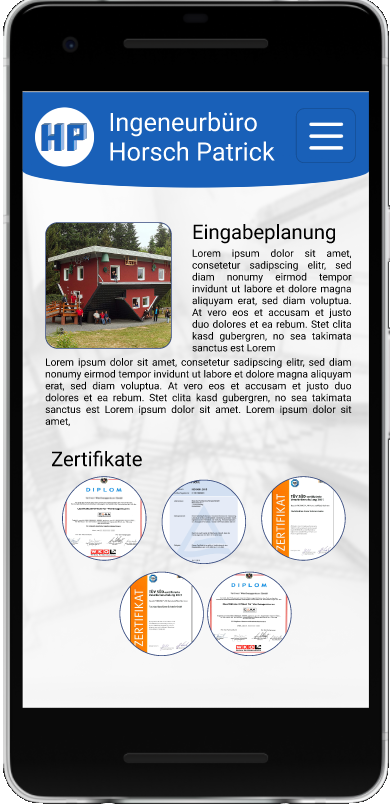 HP
Ingeneurbüro
Horsch Patrick
Eingabeplanung
Lorem ipsum dolor sit amet,
consetetur sadipscing elitr, sed
diam nonumy eirmod tempor
invidunt ut labore et dolore magna
aliquyam erat, sed diam voluptua.
At vero eos et accusam et justo
duo dolores et ea rebum. Stet clita
kasd gubergren, no sea takimata
sanctus est Lorem
Lorem ipsum dolor sit amet, consetetur sadipscing elitr, sed diam
nonumy eirmod tempor invidunt ut labore et dolore magna aliquyam
erat, sed diam voluptua. At vero eos et accusam et justo duo
dolores et ea rebum. Stet clita kasd gubergren, no sea takimata
sanctus est Lorem ipsum dolor sit amet. Lorem ipsum dolor sit
amet,
Zertifikate
DIPLOM
ZERTIFIKAT
ZERTIFIKAT
DIPLOM